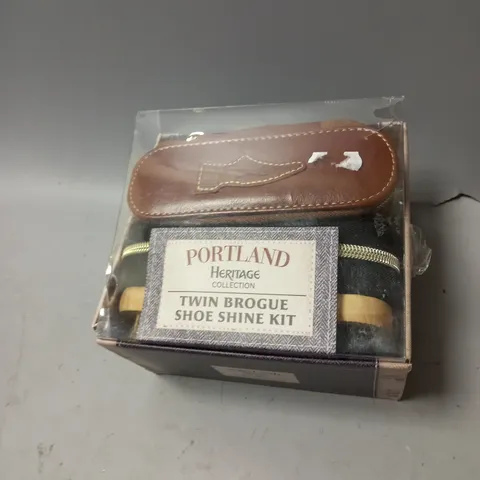 PORTLAND
HERITAGE
COLLECTION
TWIN BROGUE
SHOE SHINE KIT